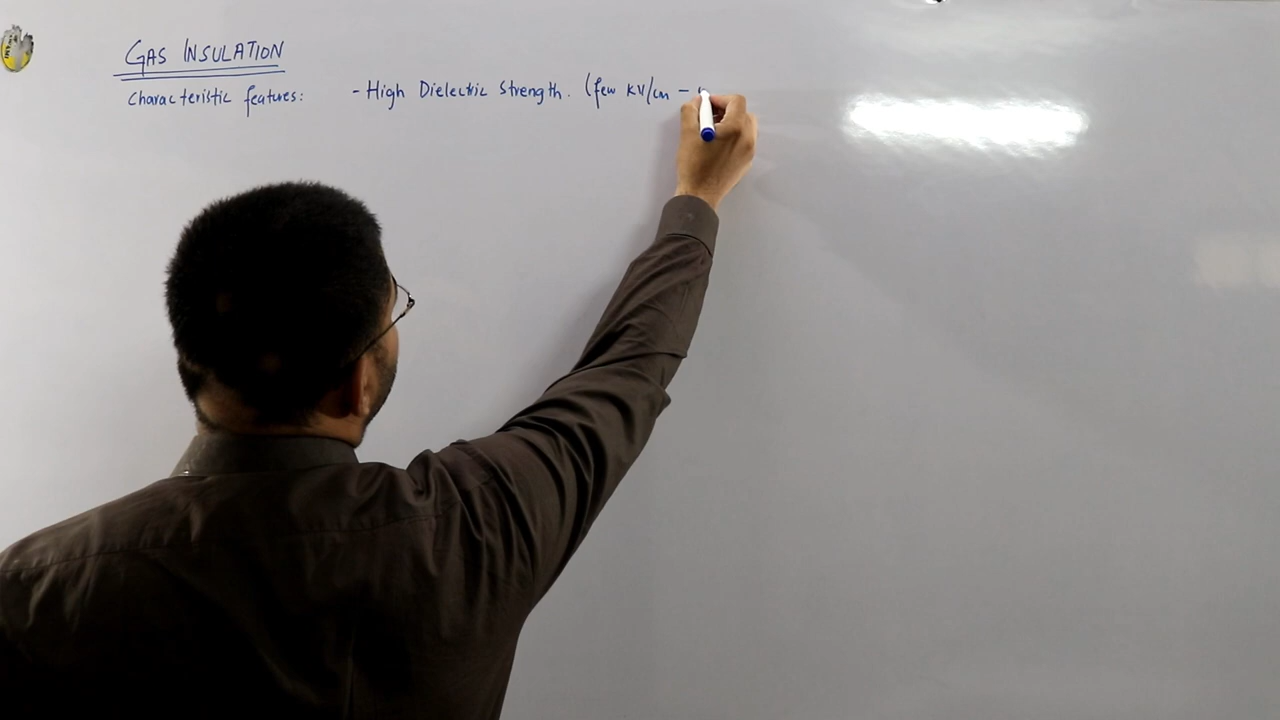 GAS INSULATION
Characteristic features: - High Dielectric Strength. (few KV/cm -